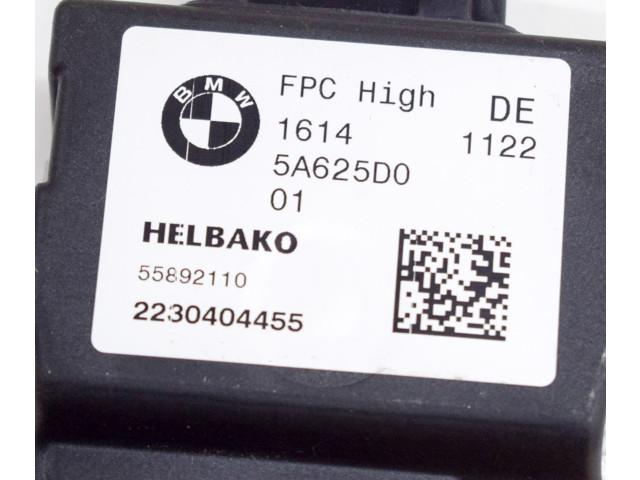 BMW
FPC High DE
1614 1122
5A625D0
01
HELBAKO
55892110
2230404455